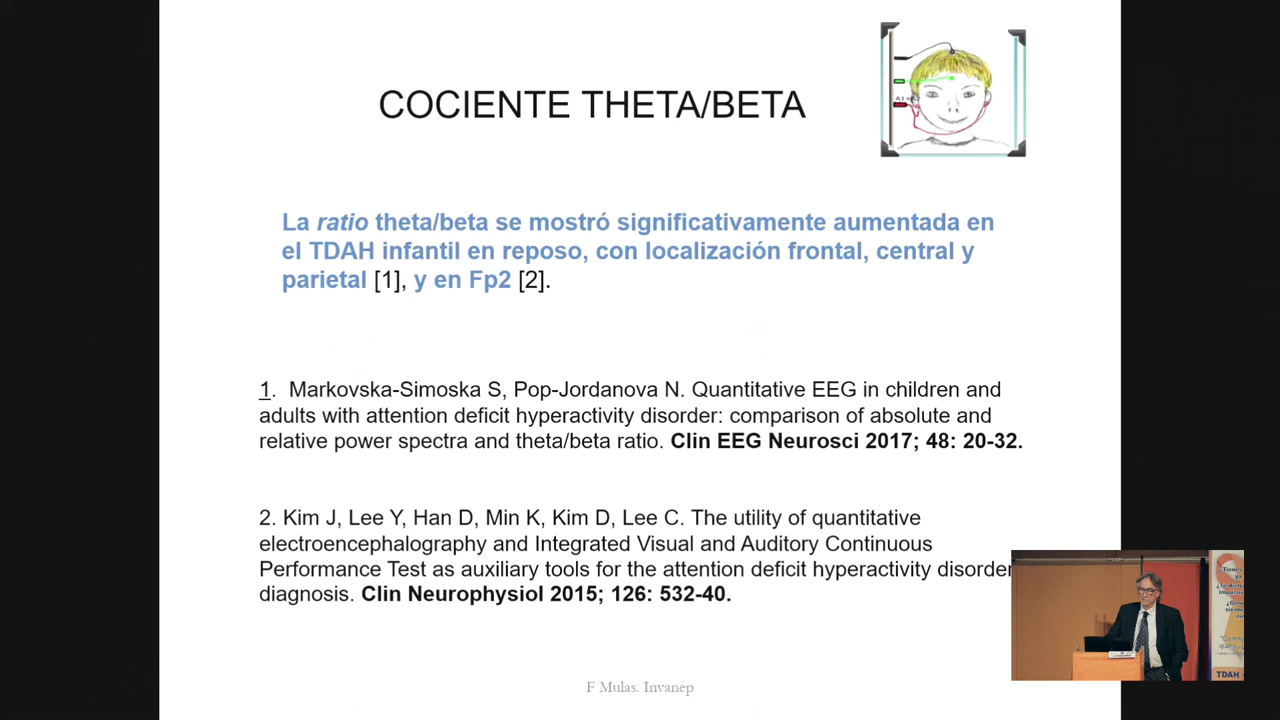 COCIENTE THETA/BETA
A1+A2
La ratio theta/beta se mostró significativamente aumentada en
el TDAH infantil en reposo, con localización frontal, central y
parietal [1], y en Fp2 [2].
1. Markovska-Simoska S, Pop-Jordanova N. Quantitative EEG in children and
adults with attention deficit hyperactivity disorder: comparison of absolute and
relative power spectra and theta/beta ratio. Clin EEG Neurosci 2017; 48: 20-32.
2. Kim J, Lee Y, Han D, Min K, Kim D, Lee C. The utility of quantitative
electroencephalography and Integrated Visual and Auditory Continuous
Performance Test as auxiliary tools for the attention deficit hyperactivity disorder
diagnosis. Clin Neurophysiol 2015; 126: 532-40.
TDAH
F Mulas. Invanep